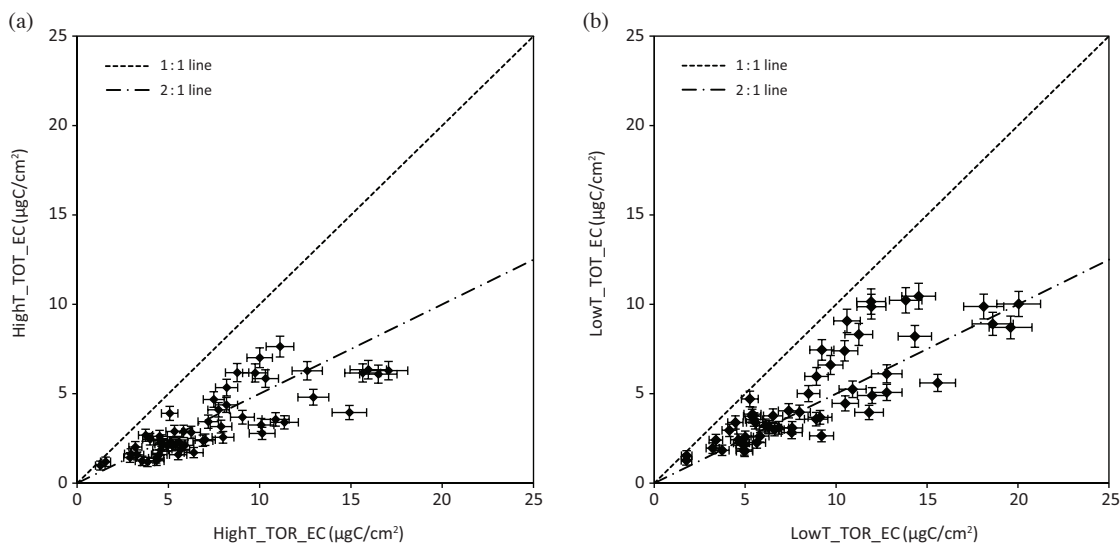 (a)
25
20
15
10
5
0
HighT_TOT_EC (µgC/cm²)
1:1 line
2:1 line
0
5
10
15
20
25
HighT_TOR_EC (µgC/cm²)
(b)
25
20
15
10
5
0
LowT_TOT_EC (µgC/cm²)
1:1 line
2:1 line
0
5
10
15
20
25
LowT_TOR_EC (µgC/cm²)